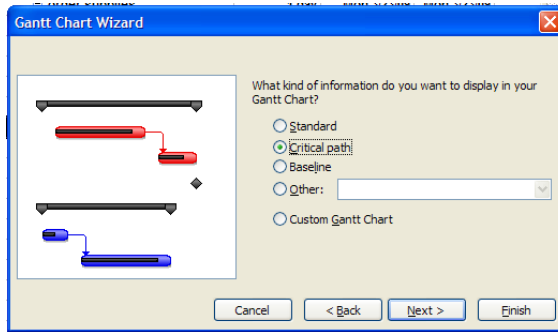 Gantt Chart Wizard
What kind of information do you want to display in your
Gantt Chart?
Standard
Critical path
Baseline
Other:
Custom Gantt Chart
Cancel
< Back
Next >
Finish